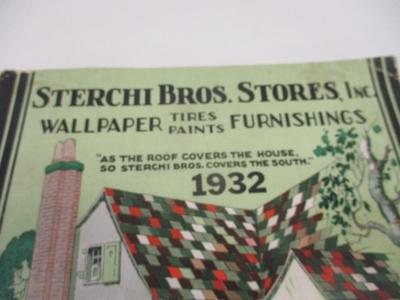 STERCHI BROS. STORES, INC.
WALLPAPER TIRES PAINTS FURNISHINGS
"AS THE ROOF COVERS THE HOUSE,
SO STERCHI BROS. COVERS THE SOUTH."
1932